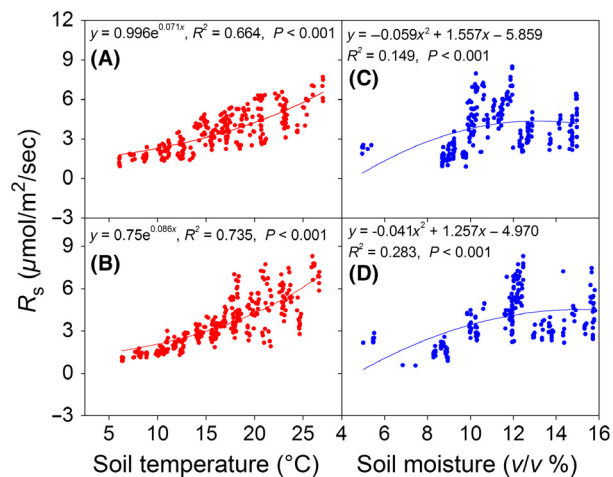 y = 0.996e^0.071x, R² = 0.664, P < 0.001
(A)
y = −0.059x² + 1.557x − 5.859
R² = 0.149, P < 0.001
(C)
12
9
6
3
0
−3
y = 0.75e^0.086x, R² = 0.735, P < 0.001
(B)
y = -0.041x² + 1.257x − 4.970
R² = 0.283, P < 0.001
(D)
9
6
3
0
−3
Rs (μmol/m²/sec)
5 10 15 20 25
4 6 8 10 12 14 16
Soil temperature (°C)
Soil moisture (v/v %)